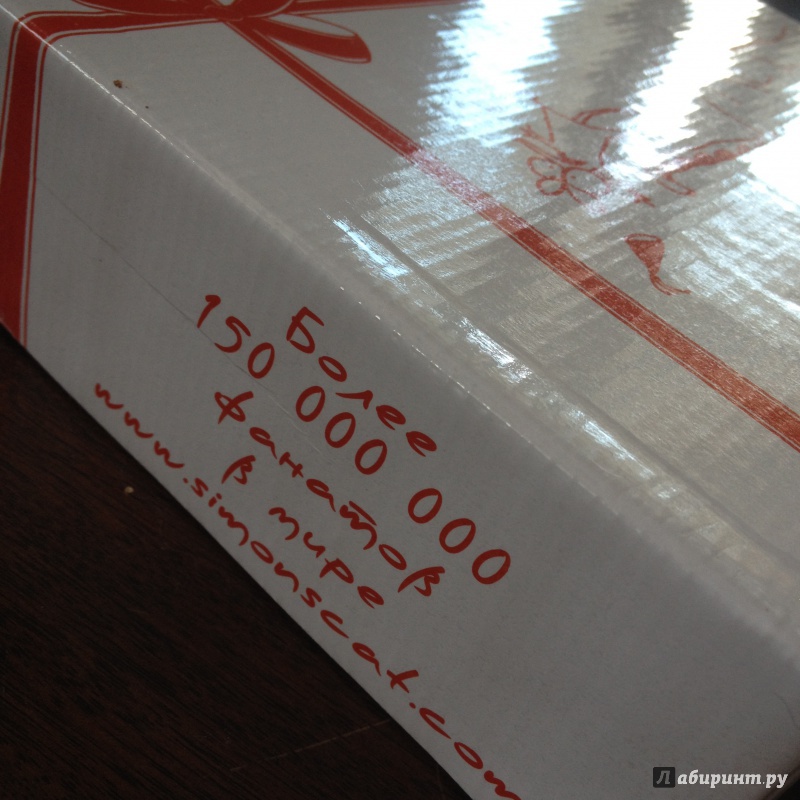 Более
150 000 000
фанатов
в мире
www.simonscat.com
Лабиринт.ру